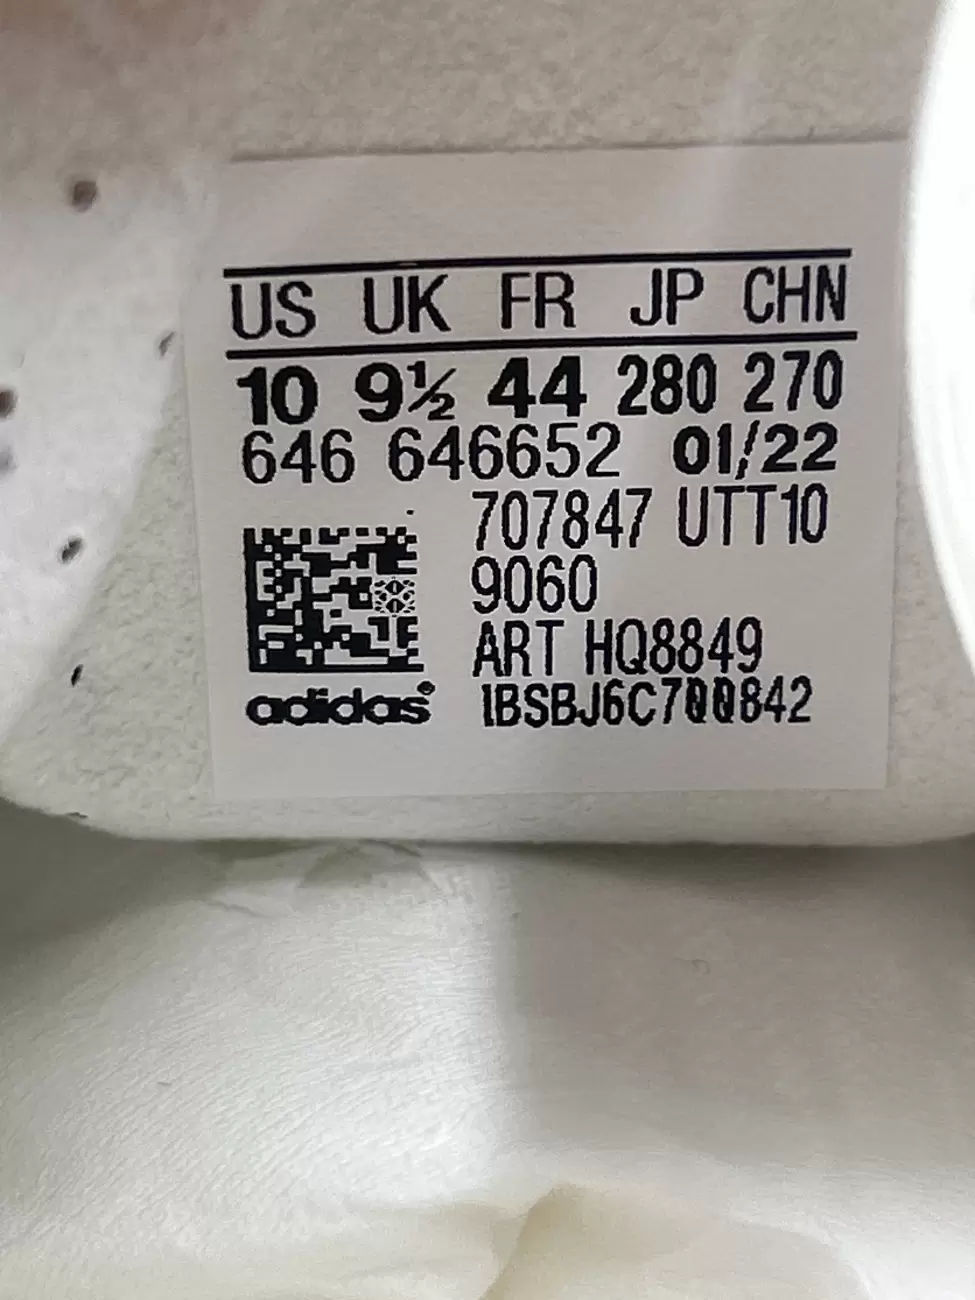 US UK FR JP CHN
10 9½ 44 280 270
646 646652 01/22
707847 UTT10
9060
ART HQ8849
adidas® 1BSBJ6C700842